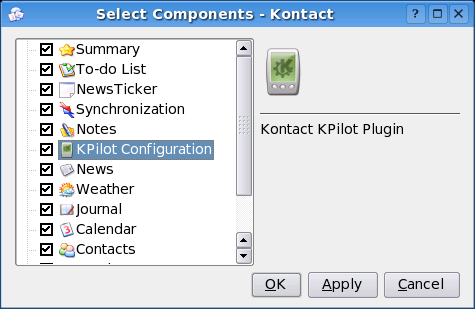 Select Components - Kontact
Summary
To-do List
NewsTicker
Synchronization
Notes
KPilot Configuration
News
Weather
Journal
Calendar
Contacts
Kontact KPilot Plugin
OK
Apply
Cancel